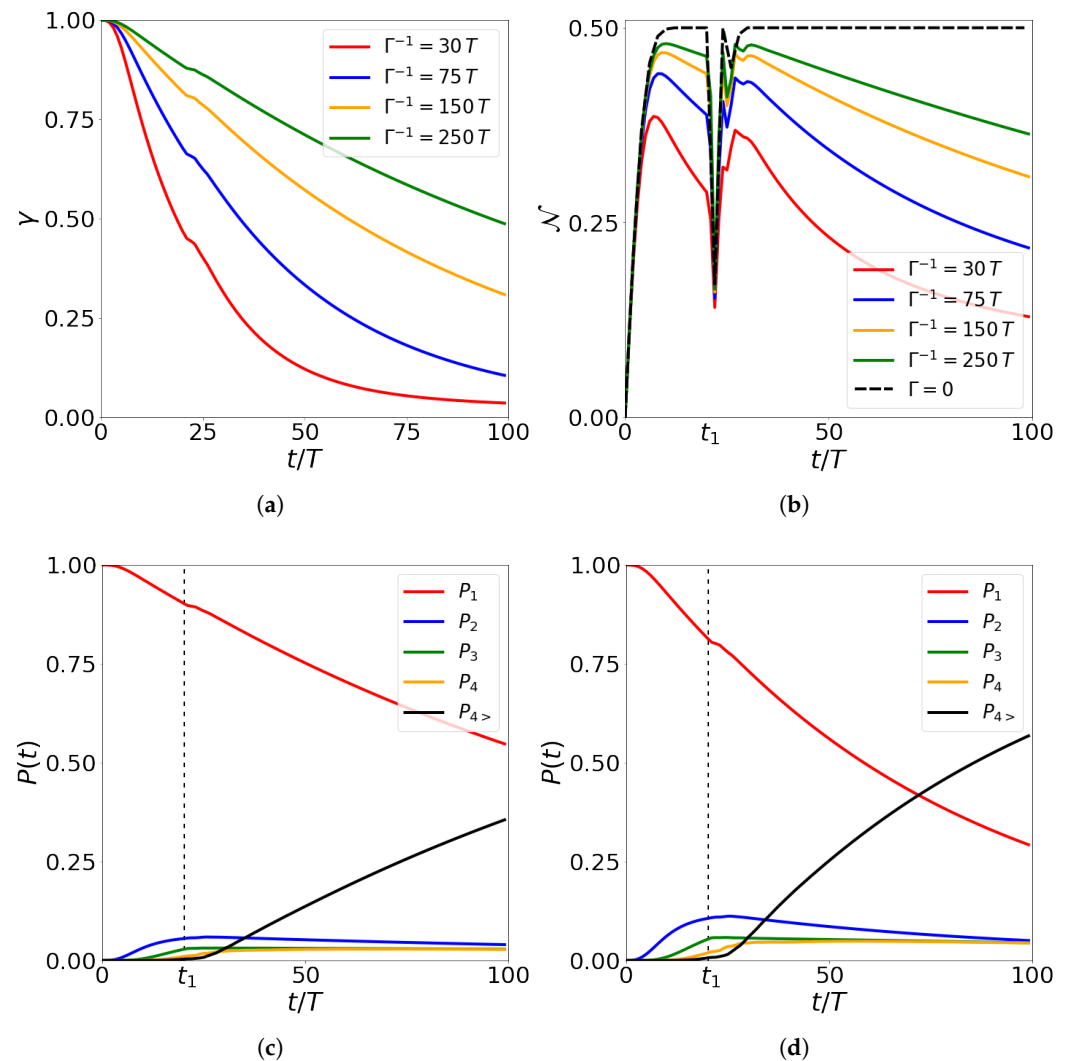 1.00
0.75
0.50
0.25
0.00
γ
0
25
50
75
100
t/T
Γ⁻¹ = 30 T
Γ⁻¹ = 75 T
Γ⁻¹ = 150 T
Γ⁻¹ = 250 T
(a)
0.50
0.25
0.00
𝒩
0
t₁
50
100
t/T
Γ⁻¹ = 30 T
Γ⁻¹ = 75 T
Γ⁻¹ = 150 T
Γ⁻¹ = 250 T
Γ = 0
(b)
1.00
0.75
0.50
0.25
0.00
P(t)
0
t₁
50
100
t/T
P₁
P₂
P₃
P₄
P₄>
(c)
1.00
0.75
0.50
0.25
0.00
P(t)
0
t₁
50
100
t/T
P₁
P₂
P₃
P₄
P₄>
(d)